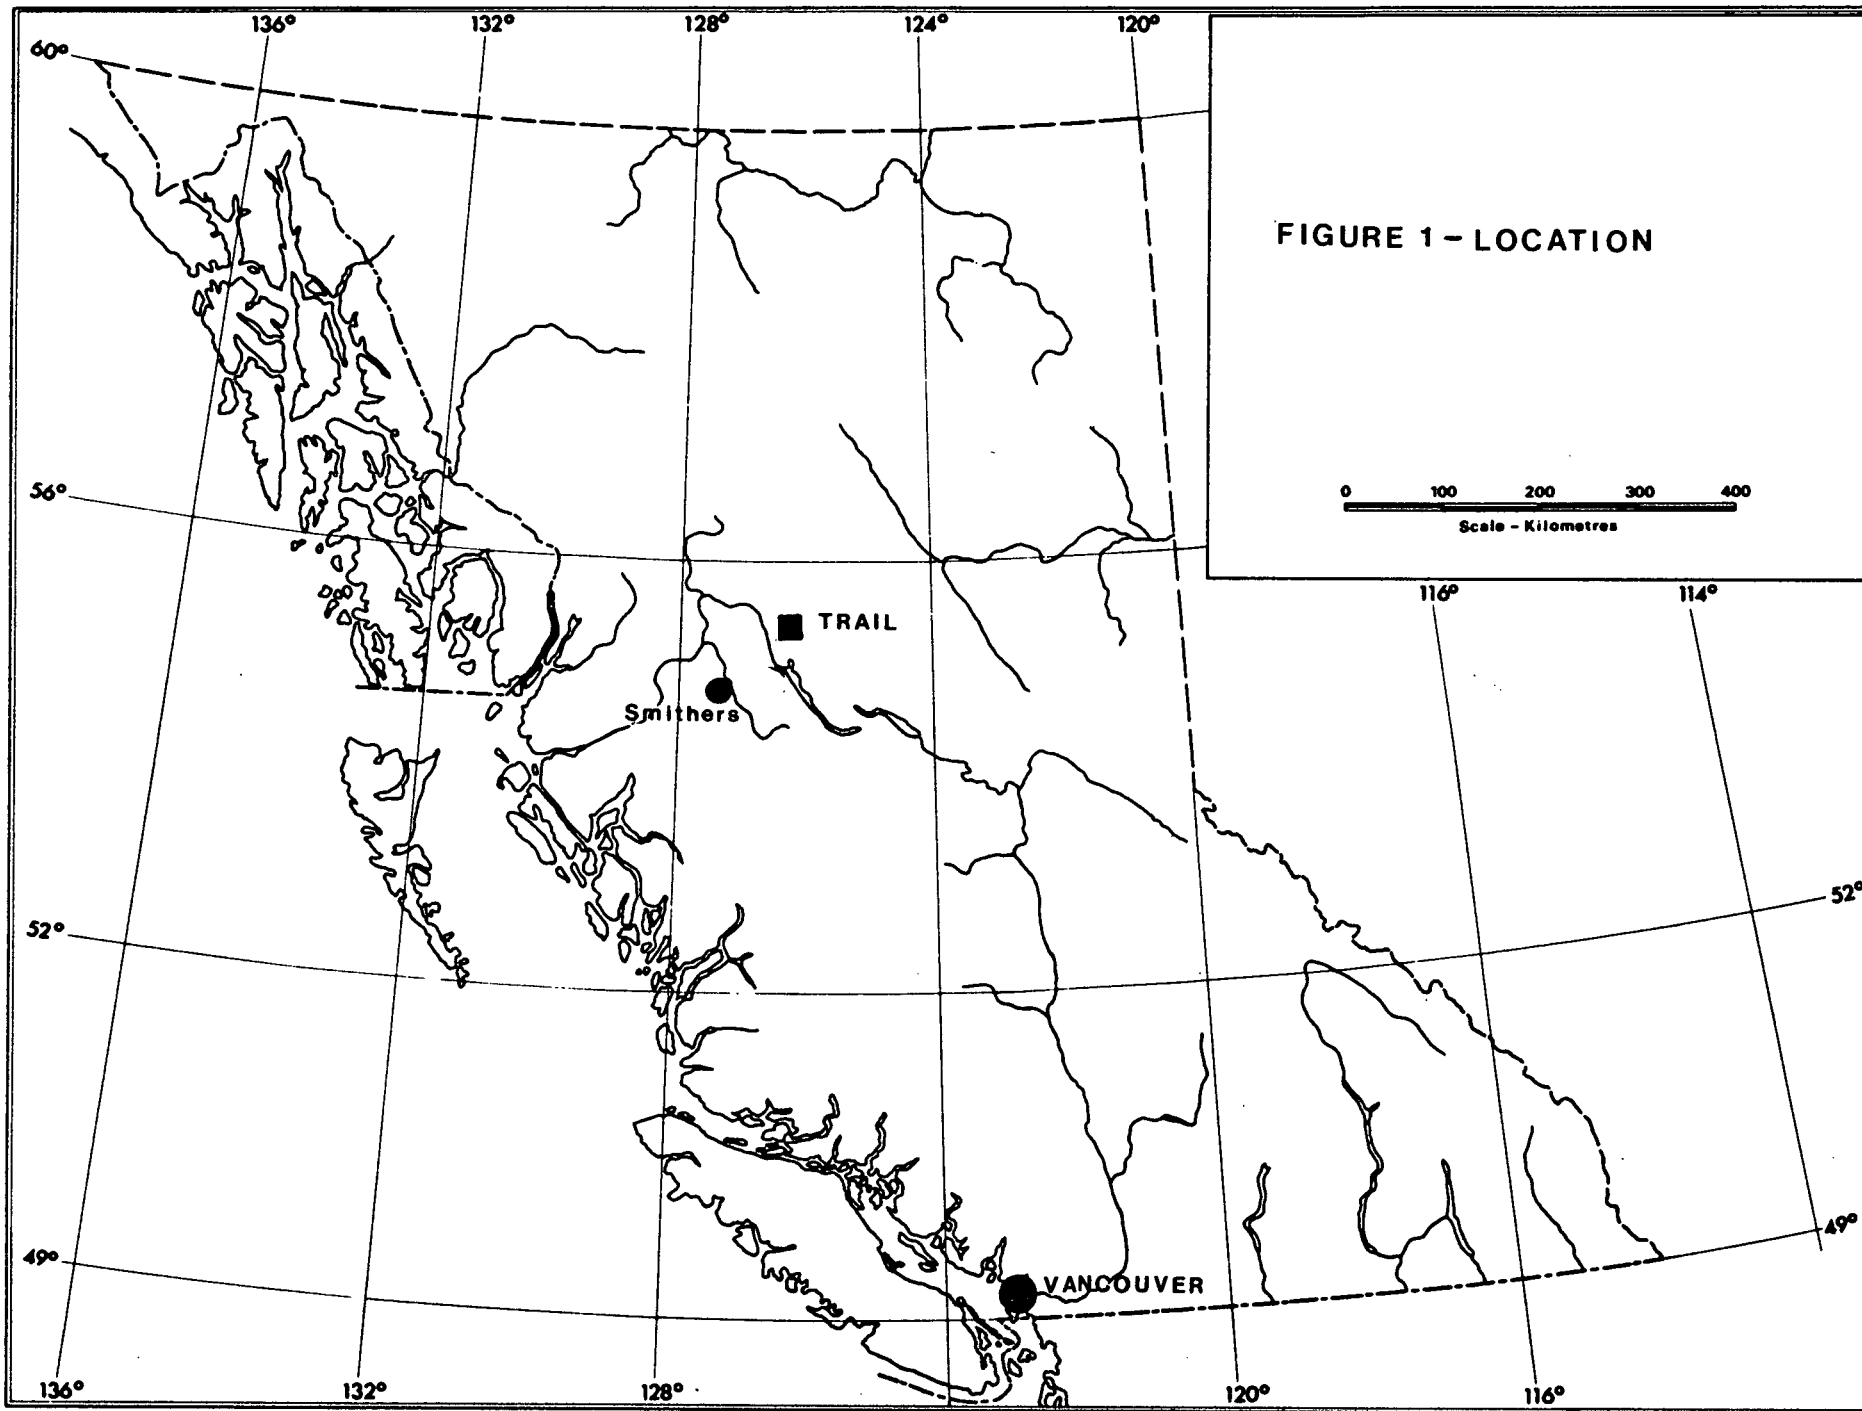 136° 132° 128° 124° 120°
60°
FIGURE 1 – LOCATION
56°
0 100 200 300 400
Scale – Kilometres
116° 114°
TRAIL
Smithers
52°
52°
49°
49°
VANCOUVER
136° 132° 128° 120° 116°